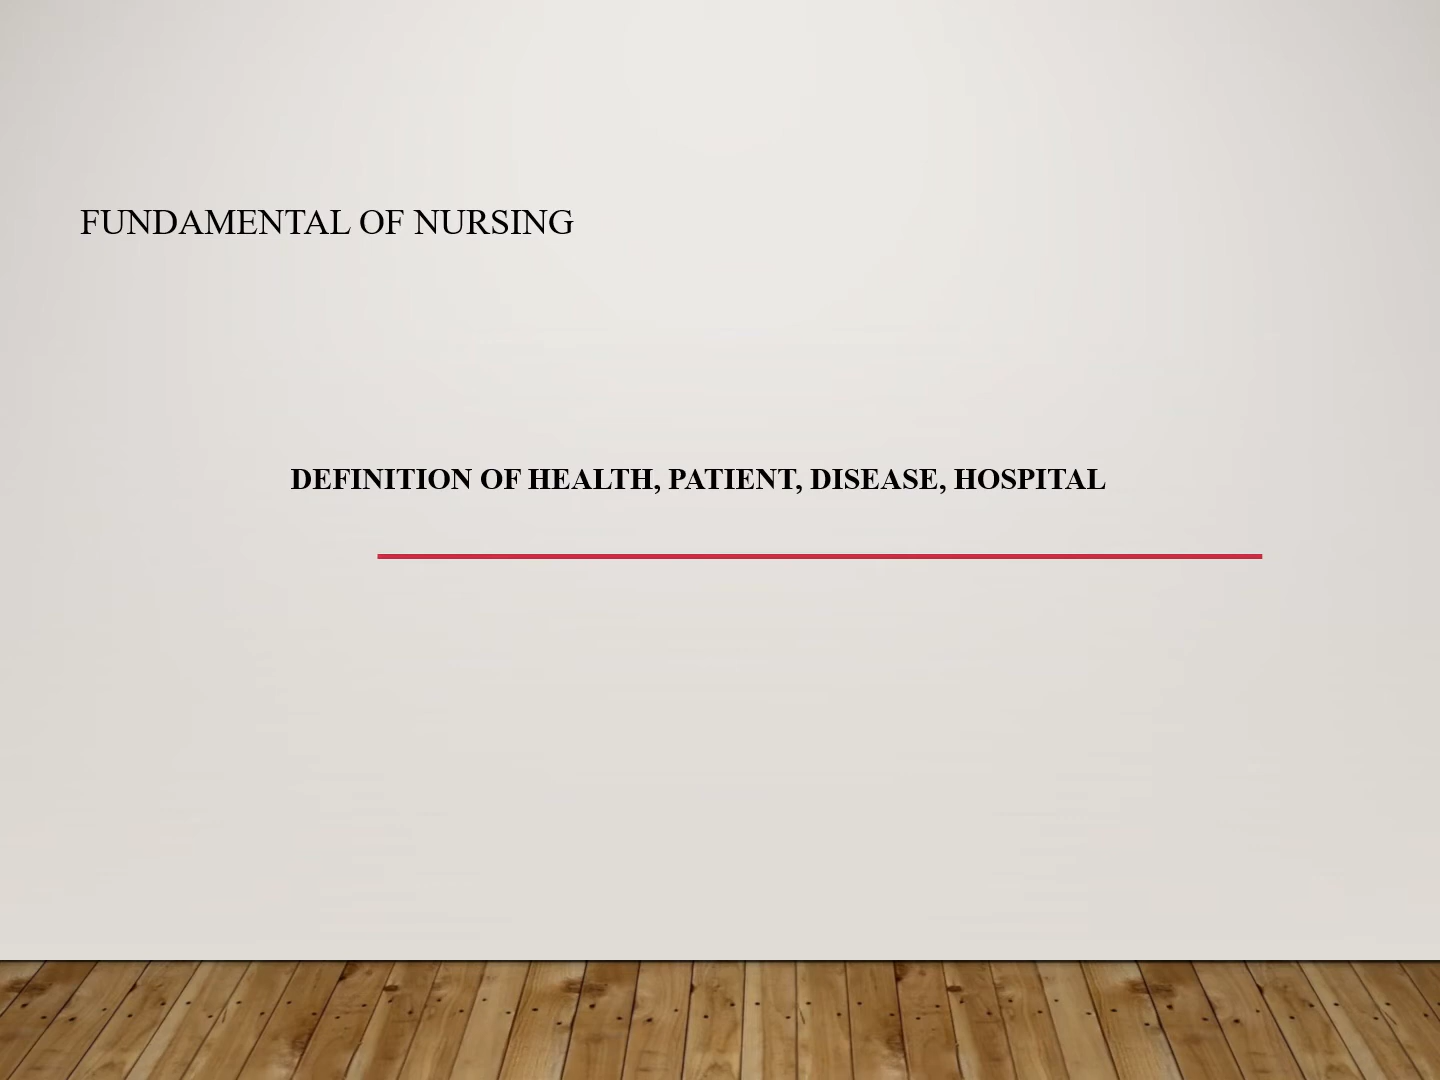 FUNDAMENTAL OF NURSING
DEFINITION OF HEALTH, PATIENT, DISEASE, HOSPITAL